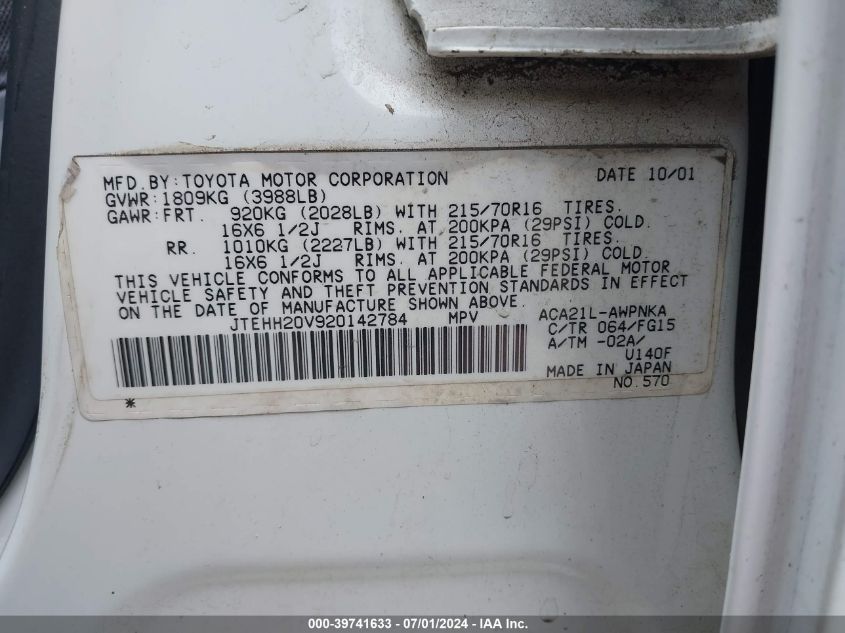 MFD.BY:TOYOTA MOTOR CORPORATION DATE 10/01
GVWR:1809KG (3988LB)
GAWR:FRT. 920KG (2028LB) WITH 215/70R16 TIRES.
16X6 1/2J RIMS. AT 200KPA (29PSI) COLD.
RR. 1010KG (2227LB) WITH 215/70R16 TIRES.
16X6 1/2J RIMS. AT 200KPA (29PSI) COLD.
THIS VEHICLE CONFORMS TO ALL APPLICABLE FEDERAL MOTOR
VEHICLE SAFETY AND THEFT PREVENTION STANDARDS IN EFFECT
ON THE DATE OF MANUFACTURE SHOWN ABOVE.
JTEHH20V920142784 MPV ACA21L-AWPNKA
C/TR 064/FG15
A/TM -02A/
U140F
MADE IN JAPAN
NO.570
*
000-39741633 - 07/01/2024 - IAA Inc.